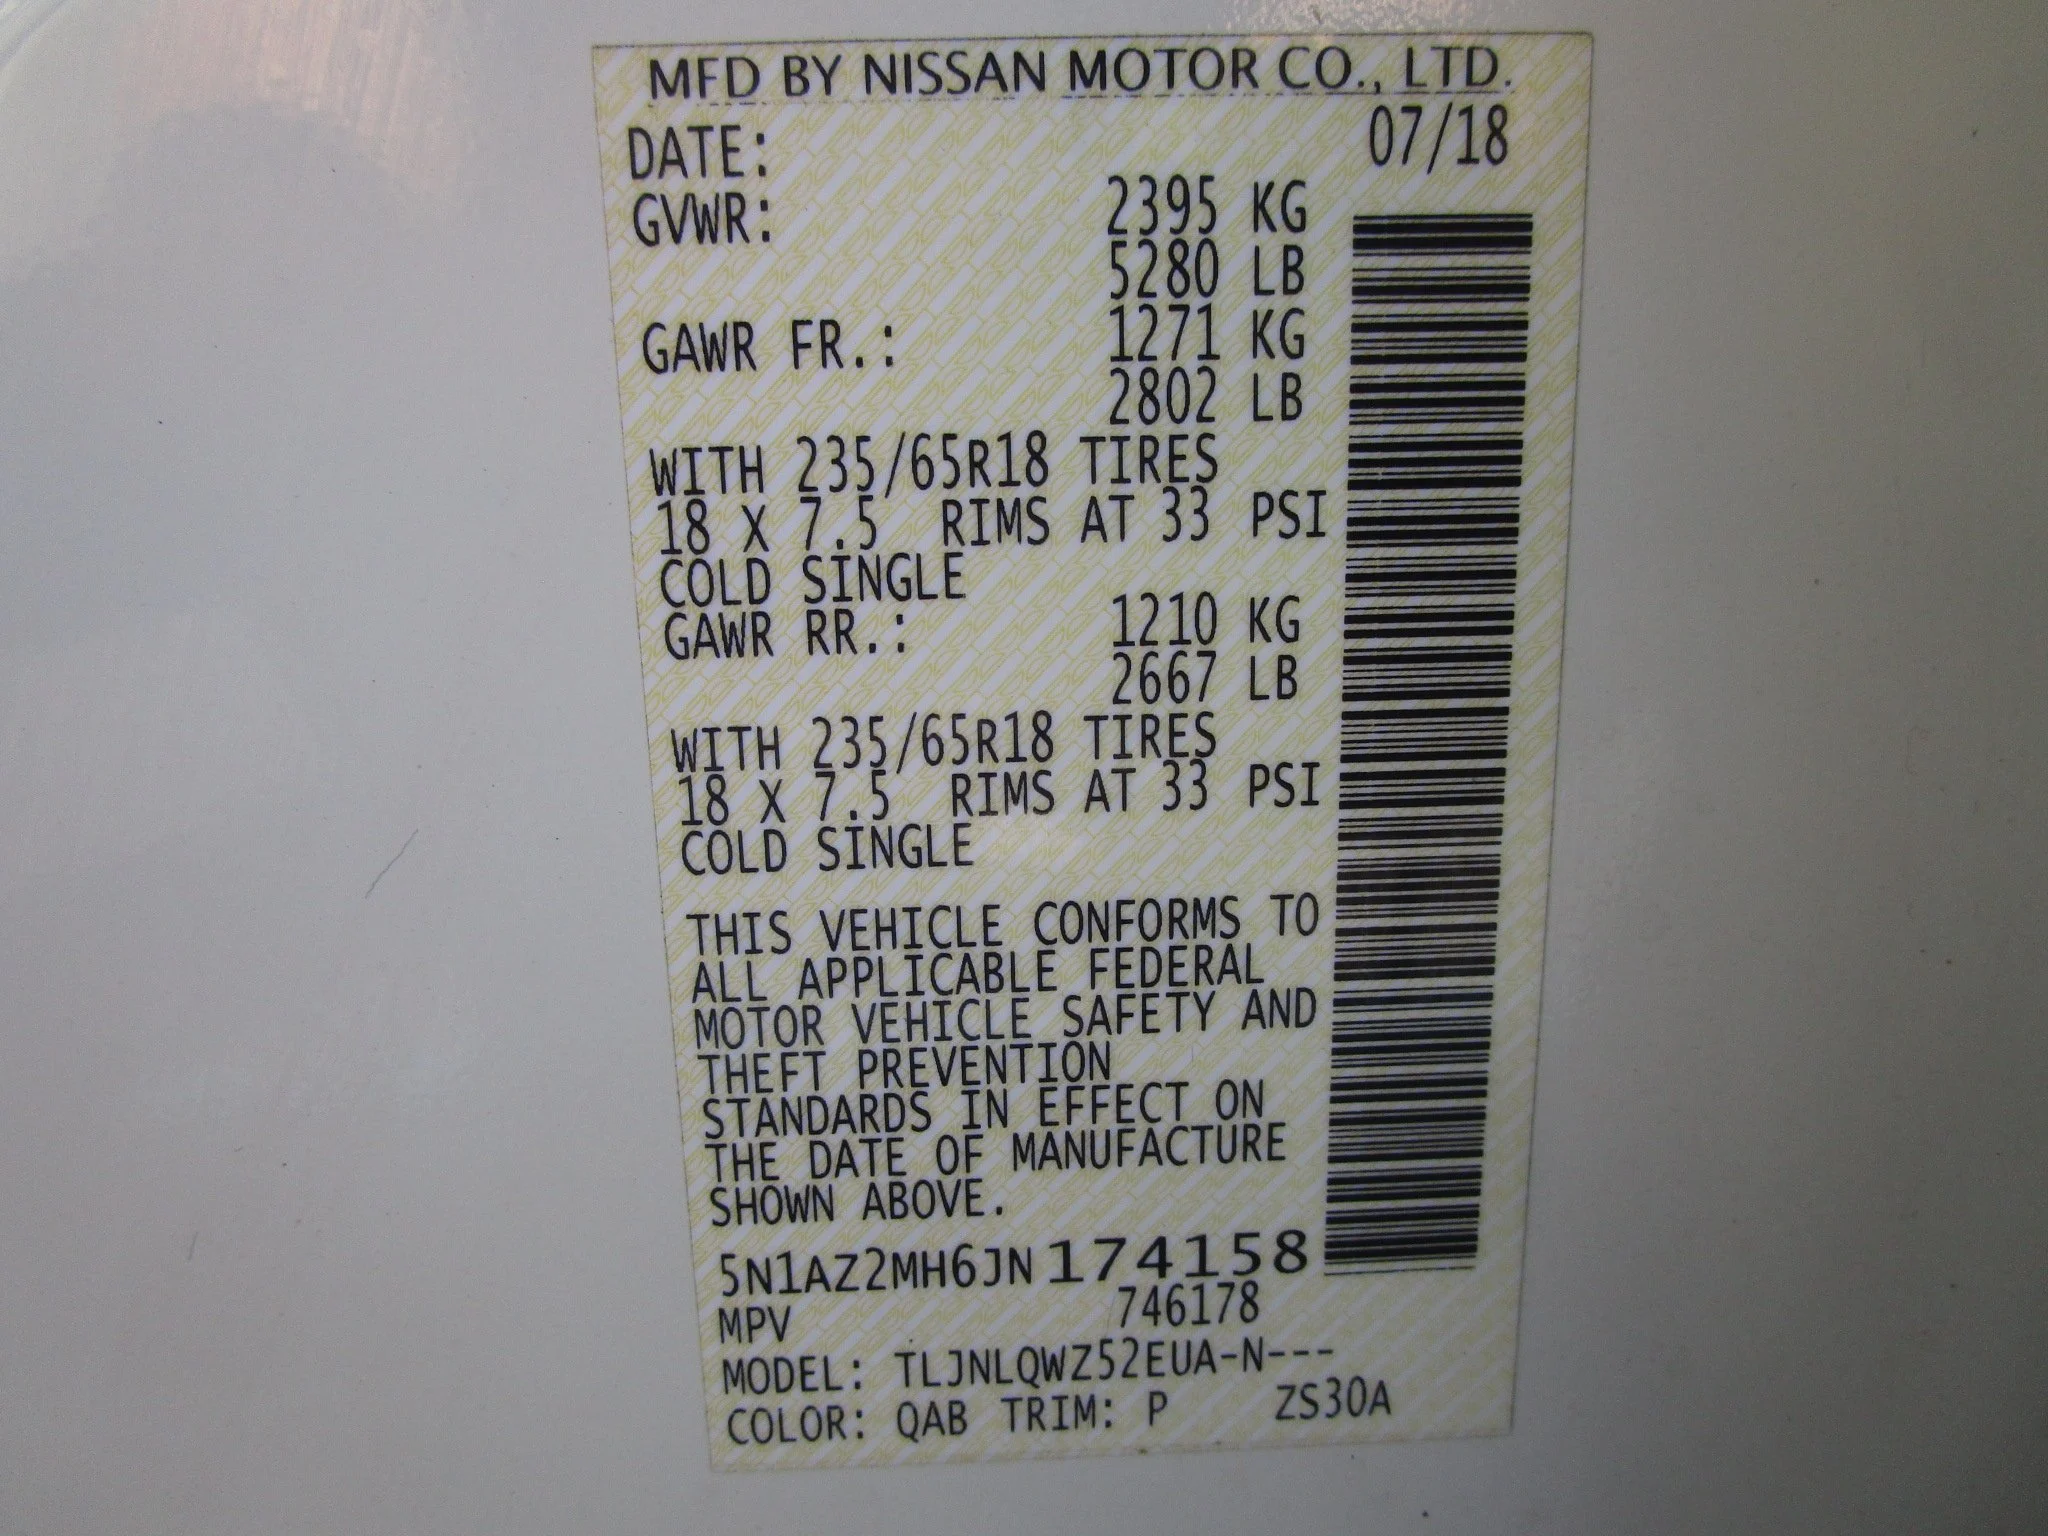 MFD BY NISSAN MOTOR CO., LTD.
DATE: 07/18
GVWR: 2395 KG
5280 LB
GAWR FR.: 1271 KG
2802 LB
WITH 235/65R18 TIRES
18 X 7.5 RIMS AT 33 PSI
COLD SINGLE
GAWR RR.: 1210 KG
2667 LB
WITH 235/65R18 TIRES
18 X 7.5 RIMS AT 33 PSI
COLD SINGLE
THIS VEHICLE CONFORMS TO
ALL APPLICABLE FEDERAL
MOTOR VEHICLE SAFETY AND
THEFT PREVENTION
STANDARDS IN EFFECT ON
THE DATE OF MANUFACTURE
SHOWN ABOVE.
5N1AZ2MH6JN174158
MPV 746178
MODEL: TLJNLQWZ52EUA-N---
COLOR: QAB TRIM: P ZS30A